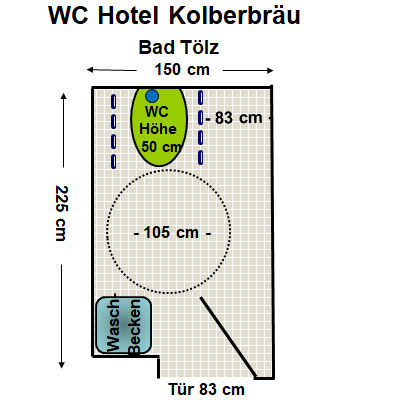 WC Hotel Kolberbräu
Bad Tölz
150 cm
WC
Höhe
50 cm
- 83 cm -
225 cm
- 105 cm -
Wasch-
Becken
Tür 83 cm